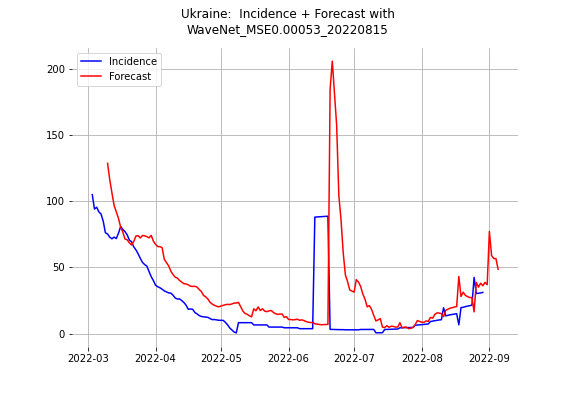 Ukraine:  Incidence + Forecast with
WaveNet_MSE0.00053_20220815
Incidence
Forecast
200
150
100
50
0
2022-03 2022-04 2022-05 2022-06 2022-07 2022-08 2022-09